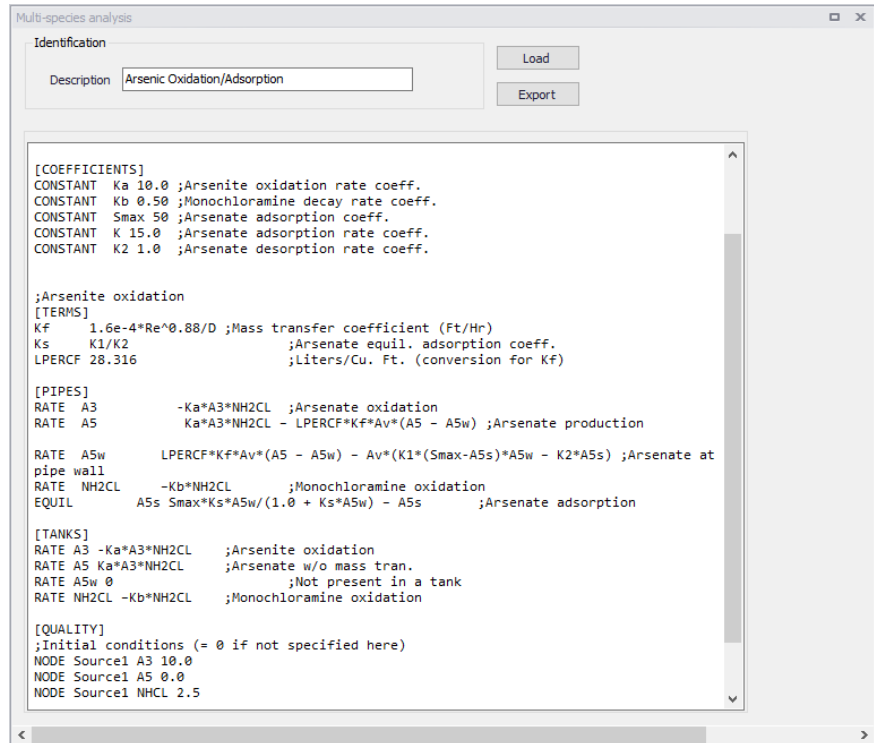 Multi-species analysis
Identification
Load
Description Arsenic Oxidation/Adsorption
Export
[COEFFICIENTS]
CONSTANT Ka 10.0 ;Arsenite oxidation rate coeff.
CONSTANT Kb 0.50 ;Monochloramine decay rate coeff.
CONSTANT Smax 50 ;Arsenate adsorption coeff.
CONSTANT K 15.0 ;Arsenate adsorption rate coeff.
CONSTANT K2 1.0 ;Arsenate desorption rate coeff.
;Arsenite oxidation
[TERMS]
Kf 1.6e-4*Re^0.88/D ;Mass transfer coefficient (Ft/Hr)
Ks K1/K2 ;Arsenate equil. adsorption coeff.
LPERCF 28.316 ;Liters/Cu. Ft. (conversion for Kf)
[PIPES]
RATE A3 -Ka*A3*NH2CL ;Arsenate oxidation
RATE A5 Ka*A3*NH2CL – LPERCF*Kf*Av*(A5 – A5w) ;Arsenate production
RATE A5w LPERCF*Kf*Av*(A5 – A5w) – Av*(K1*(Smax-A5s)*A5w – K2*A5s) ;Arsenate at
pipe wall
RATE NH2CL –Kb*NH2CL ;Monochloramine oxidation
EQUIL A5s Smax*Ks*A5w/(1.0 + Ks*A5w) – A5s ;Arsenate adsorption
[TANKS]
RATE A3 -Ka*A3*NH2CL ;Arsenite oxidation
RATE A5 Ka*A3*NH2CL ;Arsenate w/o mass tran.
RATE A5w 0 ;Not present in a tank
RATE NH2CL –Kb*NH2CL ;Monochloramine oxidation
[QUALITY]
;Initial conditions (= 0 if not specified here)
NODE Source1 A3 10.0
NODE Source1 A5 0.0
NODE Source1 NHCL 2.5